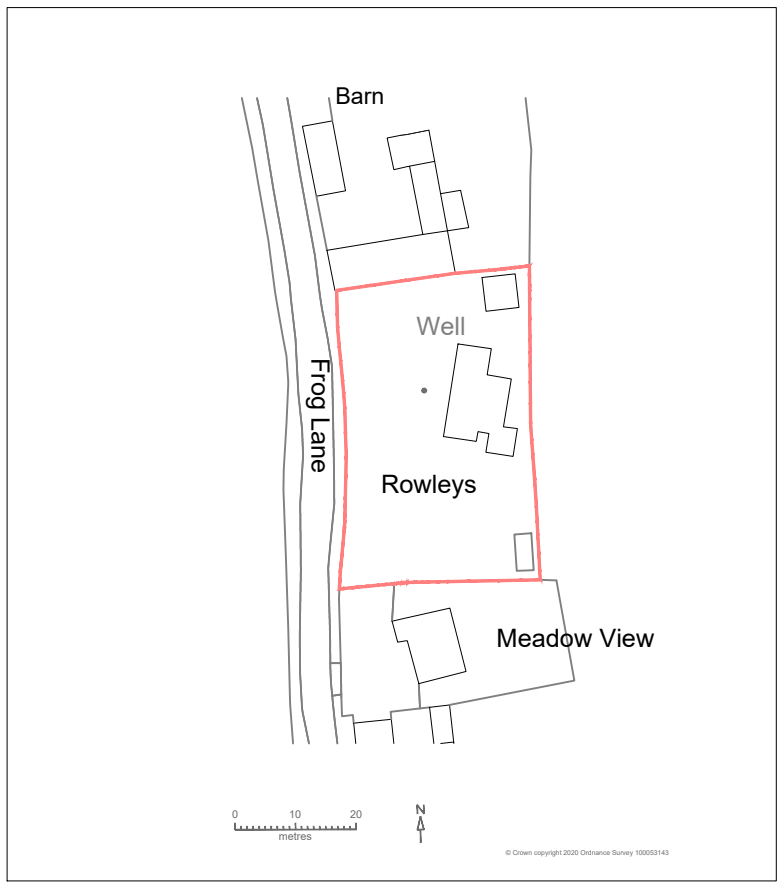 Barn
Well
Frog Lane
Rowleys
Meadow View
0 10 20
metres
N
© Crown copyright 2020 Ordnance Survey 100053143